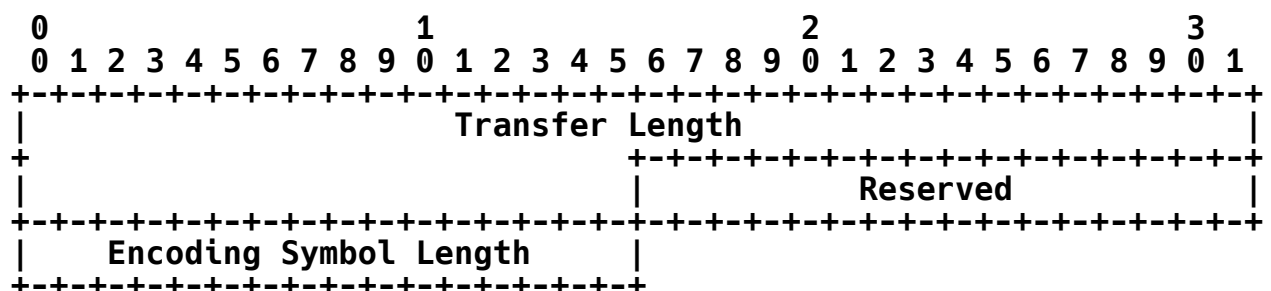 0                   1                   2                   3
 0 1 2 3 4 5 6 7 8 9 0 1 2 3 4 5 6 7 8 9 0 1 2 3 4 5 6 7 8 9 0 1
+-+-+-+-+-+-+-+-+-+-+-+-+-+-+-+-+-+-+-+-+-+-+-+-+-+-+-+-+-+-+-+-+
|                      Transfer Length                          |
+                               +-+-+-+-+-+-+-+-+-+-+-+-+-+-+-+-+
|                               |           Reserved            |
+-+-+-+-+-+-+-+-+-+-+-+-+-+-+-+-+-+-+-+-+-+-+-+-+-+-+-+-+-+-+-+-+
|    Encoding Symbol Length     |
+-+-+-+-+-+-+-+-+-+-+-+-+-+-+-+-+